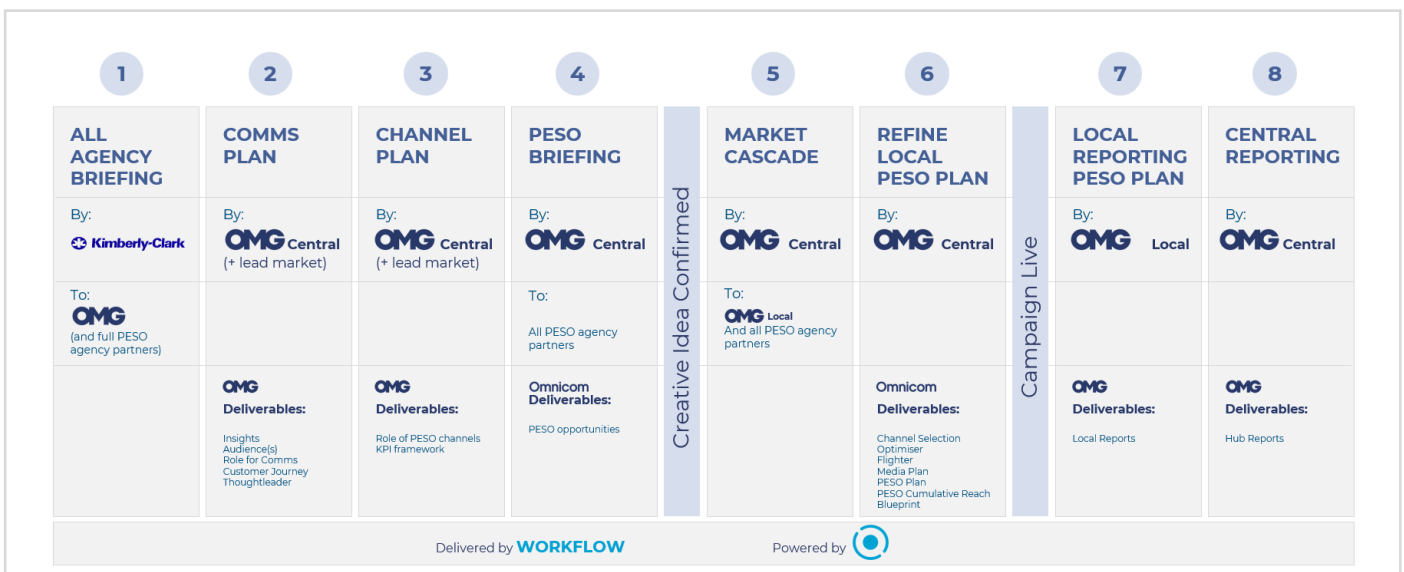 1
2
3
4
5
6
7
8
ALL
AGENCY
BRIEFING
COMMS
PLAN
CHANNEL
PLAN
PESO
BRIEFING
Creative Idea Confirmed
MARKET
CASCADE
REFINE
LOCAL
PESO PLAN
Campaign Live
LOCAL
REPORTING
PESO PLAN
CENTRAL
REPORTING
By:
Kimberly-Clark
By:
OMG Central
(+ lead market)
By:
OMG Central
(+ lead market)
By:
OMG Central
By:
OMG Central
By:
OMG Central
By:
OMG Local
By:
OMG Central
To:
OMG
(and full PESO
agency partners)
To:
All PESO agency
partners
To:
OMG Local
And all PESO agency
partners
OMG
Deliverables:
Insights
Audience(s)
Role for Comms
Customer Journey
Thoughtleader
OMG
Deliverables:
Role of PESO channels
KPI framework
Omnicom
Deliverables:
PESO opportunities
Omnicom
Deliverables:
Channel Selection
Optimiser
Flighter
Media Plan
PESO Plan
PESO Cumulative Reach
Blueprint
OMG
Deliverables:
Local Reports
OMG
Deliverables:
Hub Reports
Delivered by WORKFLOW
Powered by